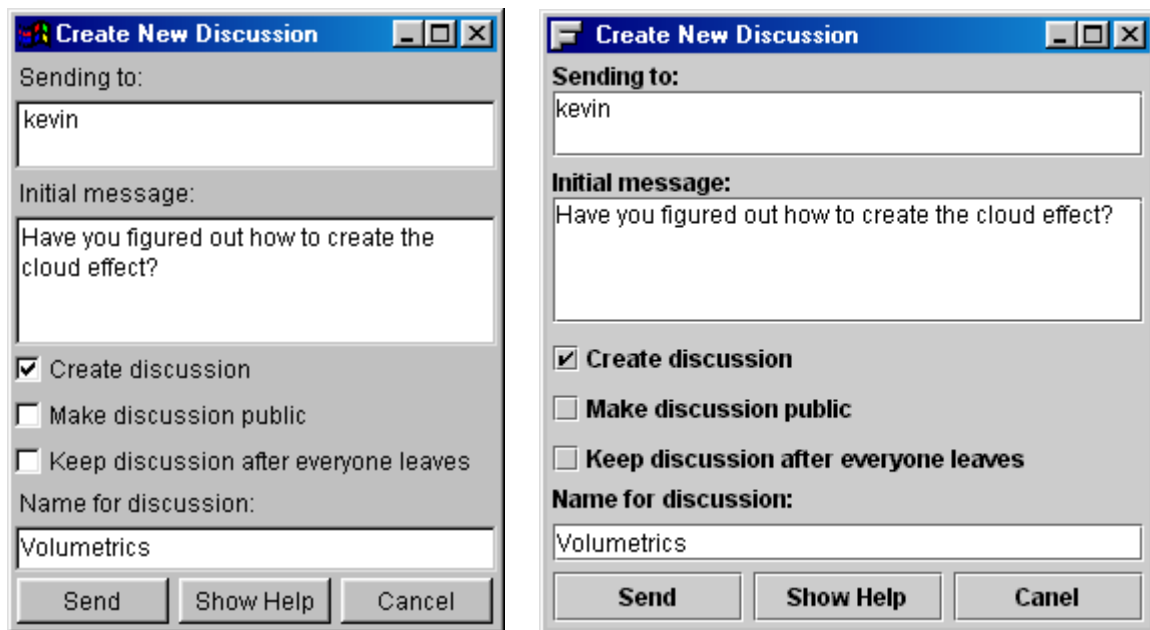 Create New Discussion
Sending to:
kevin
Initial message:
Have you figured out how to create the
cloud effect?
Create discussion
Make discussion public
Keep discussion after everyone leaves
Name for discussion:
Volumetrics
Send
Show Help
Cancel
Create New Discussion
Sending to:
kevin
Initial message:
Have you figured out how to create the cloud effect?
Create discussion
Make discussion public
Keep discussion after everyone leaves
Name for discussion:
Volumetrics
Send
Show Help
Canel